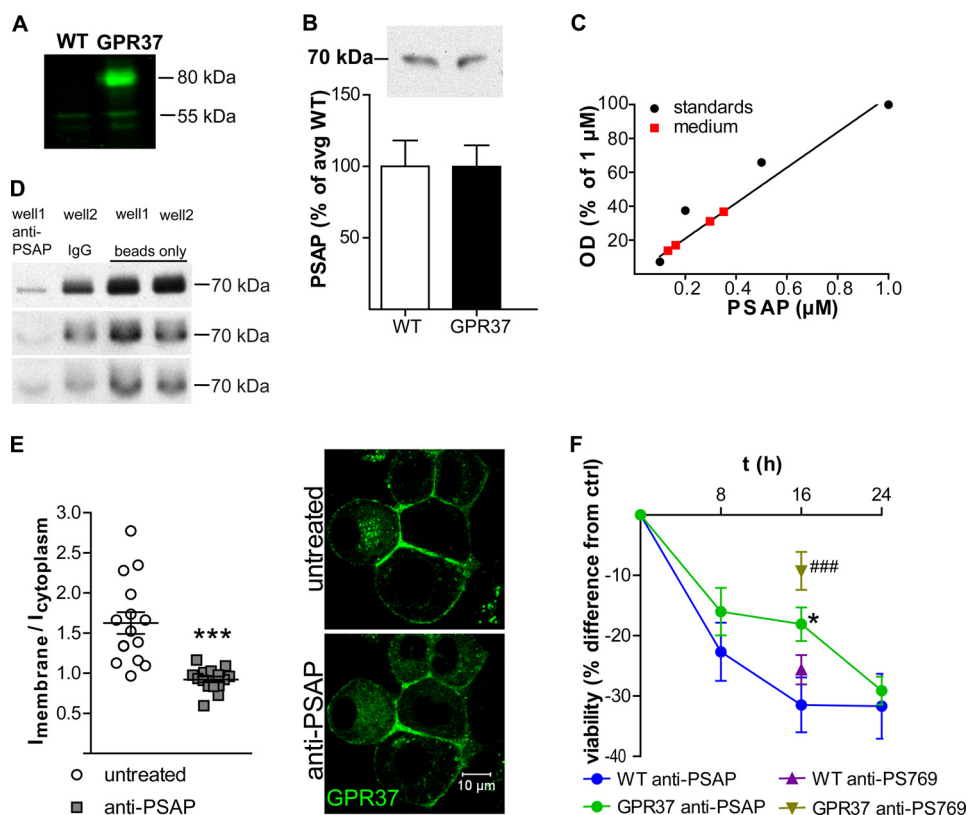 A
WT GPR37
80 kDa
55 kDa
B
70 kDa
150
100
50
PSAP (% of avg WT)
WT GPR37
C
100
80
60
40
20
OD (% of 1 µM)
standards
medium
0.2 0.4 0.6 0.8 1.0
PSAP (µM)
D
well1 well2 well1 well2
anti-
PSAP IgG beads only
70 kDa
70 kDa
70 kDa
E
3.0
2.5
2.0
1.5
1.0
0.5
Imembrane / Icytoplasm
***
untreated
anti-PSAP
untreated
anti-PSAP
GPR37
10 µm
F
t (h)
8 16 24
-10
-20
-30
-40
viability (% difference from ctrl)
###
*
WT anti-PSAP WT anti-PS769
GPR37 anti-PSAP GPR37 anti-PS769